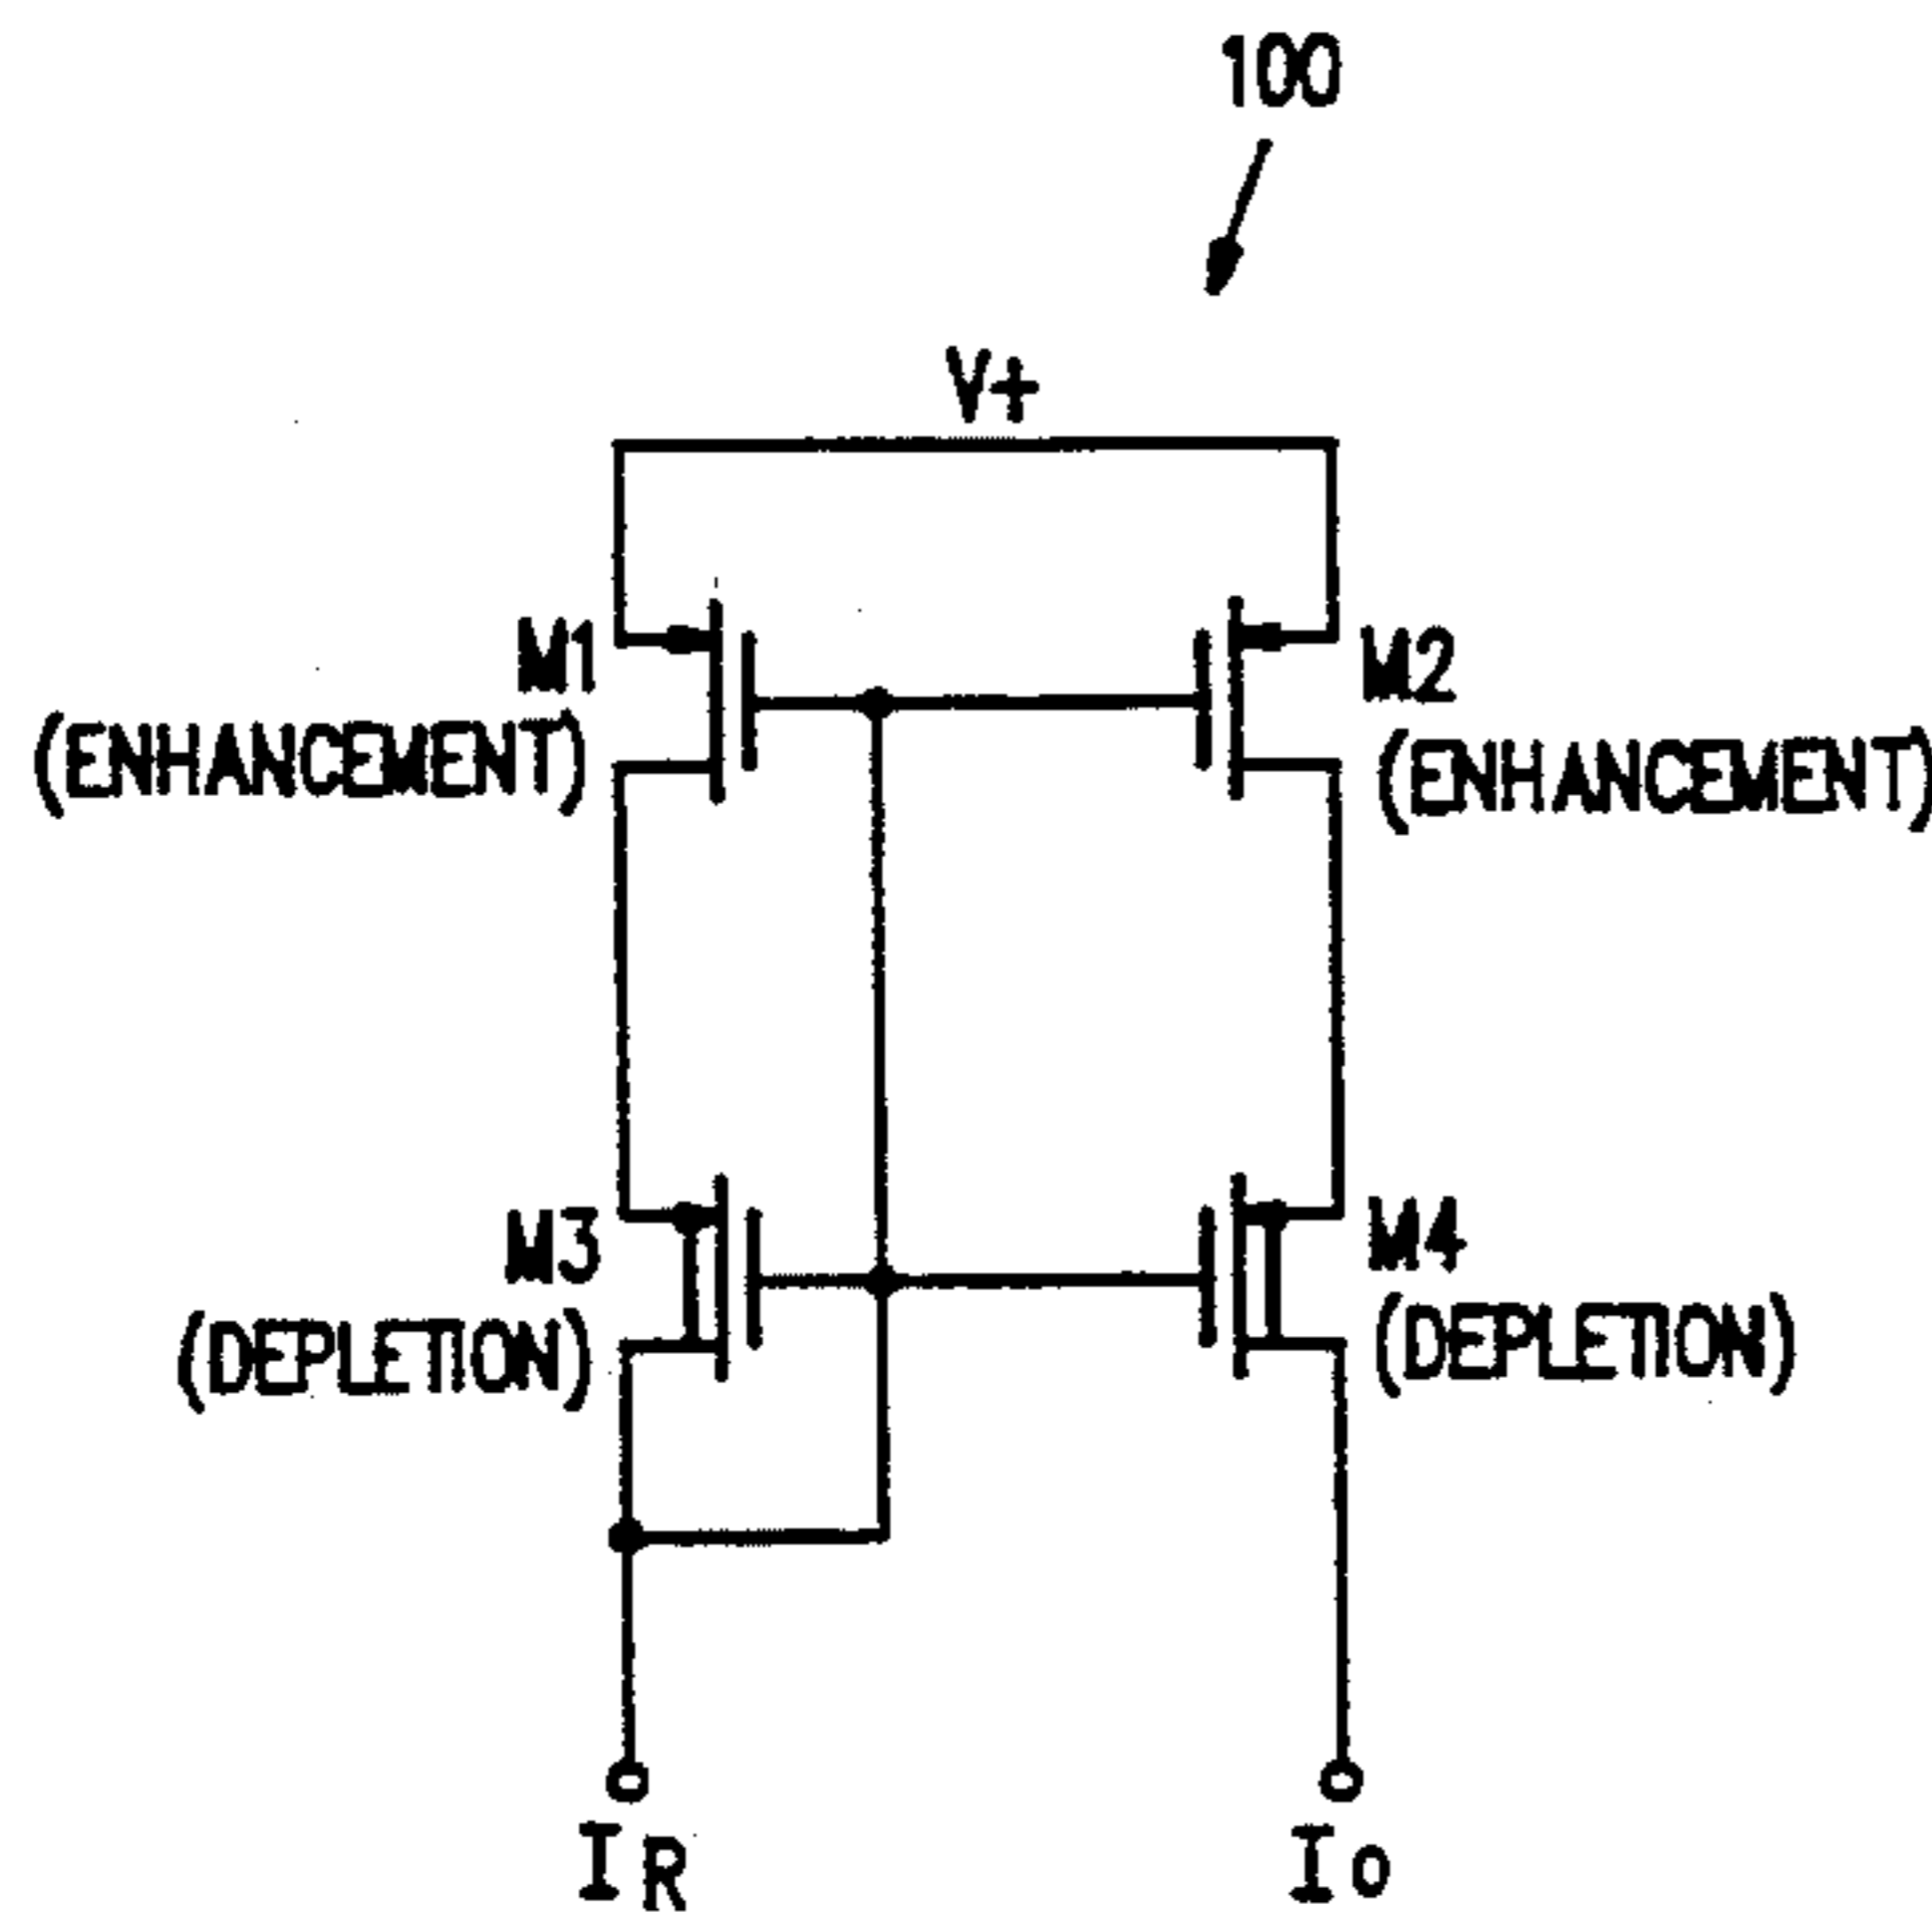 100
V+
M1
M2
(ENHANCEMENT)
(ENHANCEMENT)
M3
M4
(DEPLETION)
(DEPLETION)
IR
IO